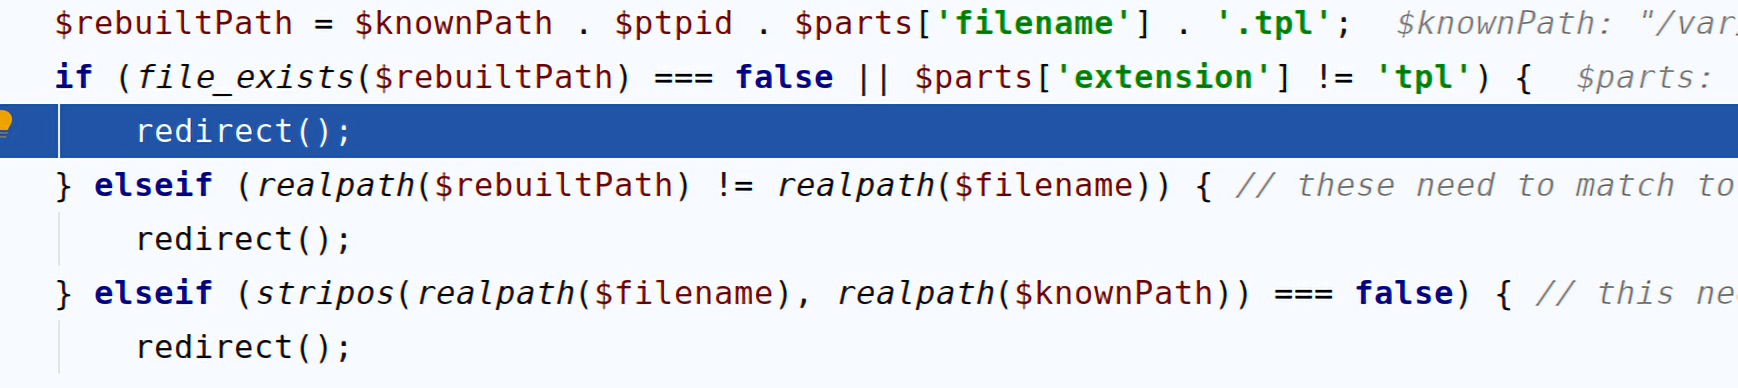 $rebuiltPath = $knownPath . $ptpid . $parts['filename'] . '.tpl'; $knownPath: "/var
if (file_exists($rebuiltPath) === false || $parts['extension'] != 'tpl') { $parts:
redirect();
} elseif (realpath($rebuiltPath) != realpath($filename)) { // these need to match to
redirect();
} elseif (stripos(realpath($filename), realpath($knownPath)) === false) { // this
redirect();